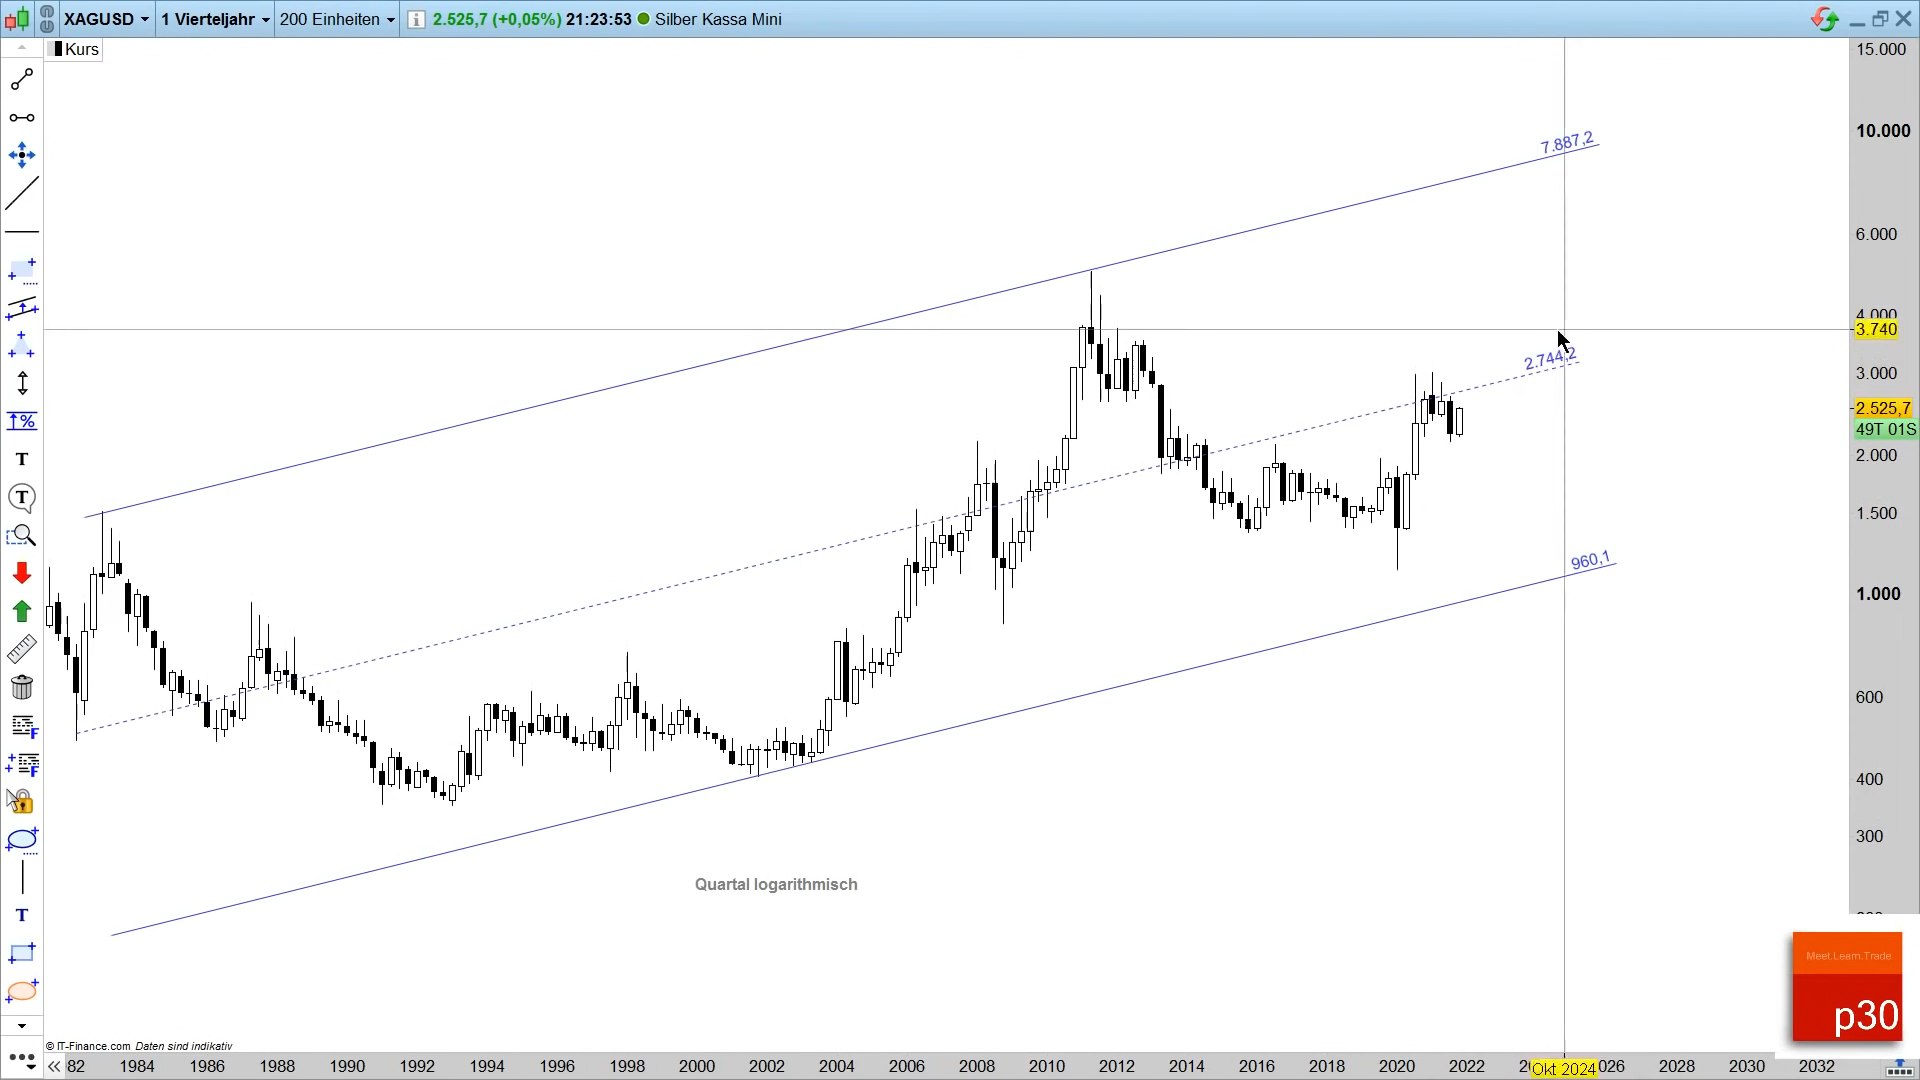 XAGUSD 1 Vierteljahr 200 Einheiten 2.525,7 (+0,05%) 21:23:53 Silber Kassa Mini
Kurs
15.000
10.000
7.887,2
6.000
4.000
3.740
2.744,2
3.000
2.525,7
49T 01S
2.000
1.500
960,1
1.000
600
400
300
Quartal logarithmisch
Meet.Learn.Trade
p30
© IT-Finance.com Daten sind indikativ
82 1984 1986 1988 1990 1992 1994 1996 1998 2000 2002 2004 2006 2008 2010 2012 2014 2016 2018 2020 2022 Okt 2024 026 2028 2030 2032